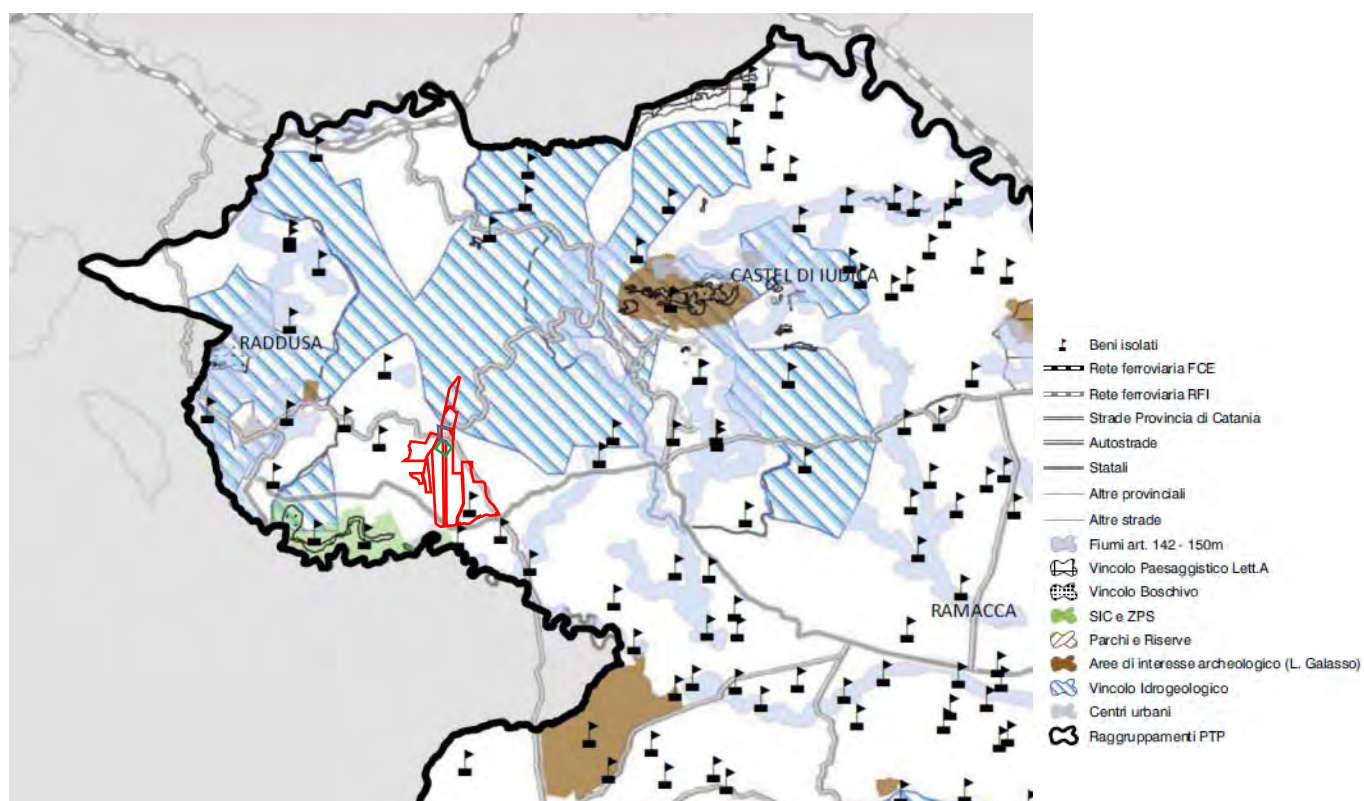 CASTEL DI IUDICA
RADDUSA
RAMACCA
Beni isolati
Rete ferroviaria FCE
Rete ferroviaria RFI
Strade Provincia di Catania
Autostrade
Statali
Altre provinciali
Altre strade
Fiumi art. 142 - 150m
Vincolo Paesaggistico Lett.A
Vincolo Boschivo
SIC e ZPS
Parchi e Riserve
Aree di interesse archeologico (L. Galasso)
Vincolo Idrogeologico
Centri urbani
Raggruppamenti PTP